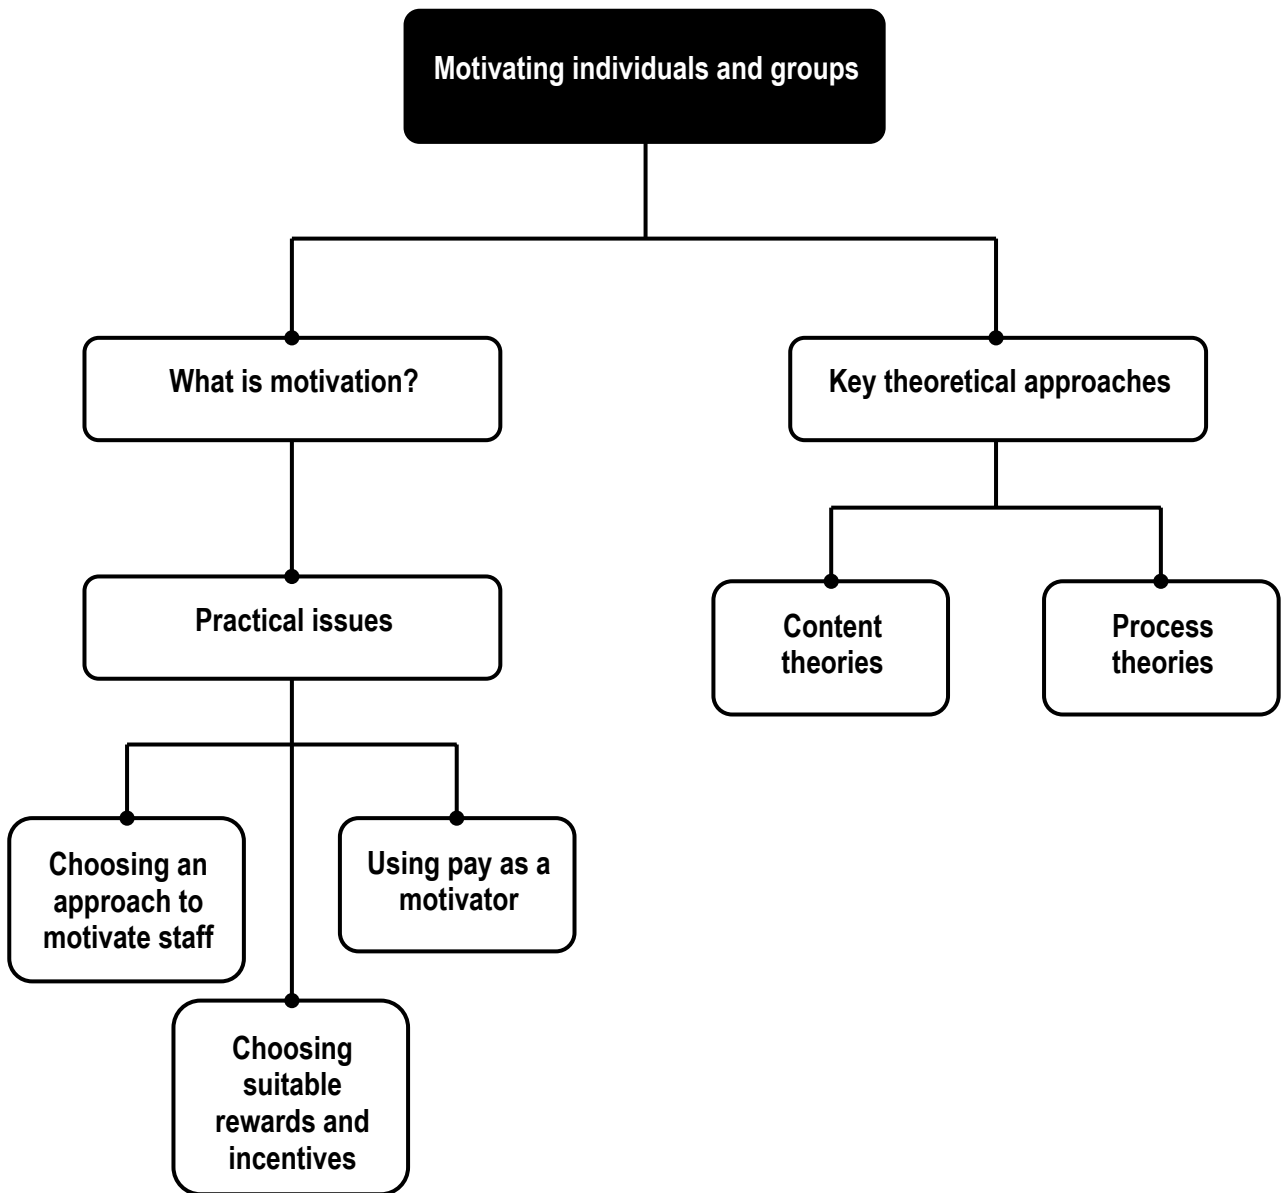 Motivating individuals and groups
What is motivation?
Key theoretical approaches
Practical issues
Content
theories
Process
theories
Choosing an
approach to
motivate staff
Using pay as a
motivator
Choosing
suitable
rewards and
incentives